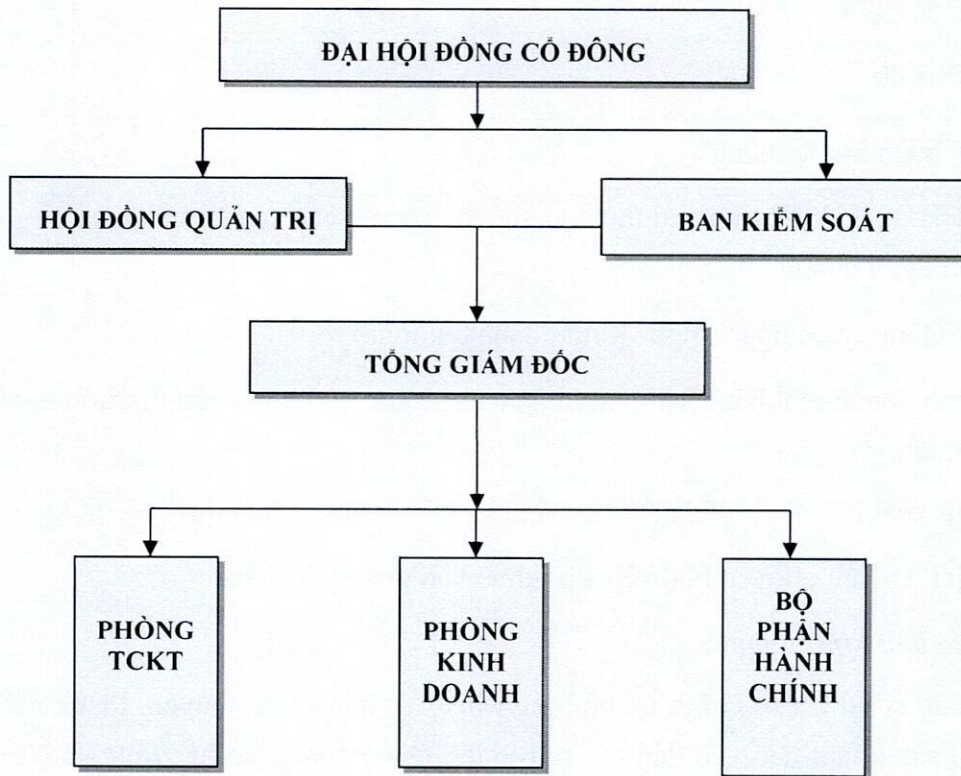 ĐẠI HỘI ĐỒNG CỔ ĐÔNG
HỘI ĐỒNG QUẢN TRỊ
BAN KIỂM SOÁT
TỔNG GIÁM ĐỐC
PHÒNG
TCKT
PHÒNG
KINH
DOANH
BỘ
PHẬN
HÀNH
CHÍNH